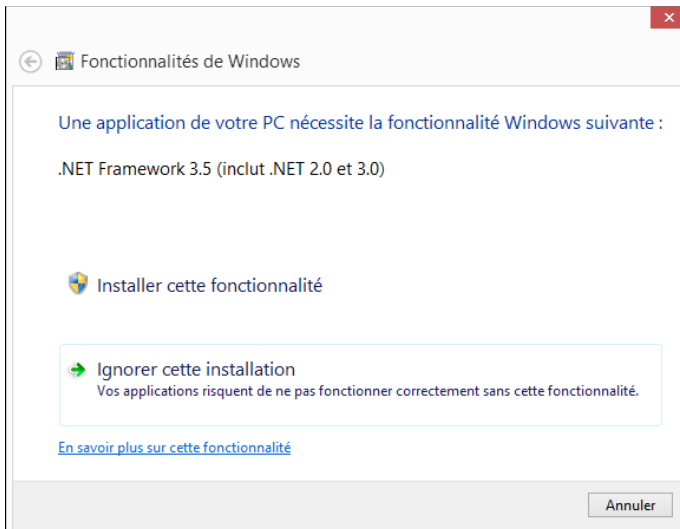 Fonctionnalités de Windows
Une application de votre PC nécessite la fonctionnalité Windows suivante :
.NET Framework 3.5 (inclut .NET 2.0 et 3.0)
Installer cette fonctionnalité
Ignorer cette installation
Vos applications risquent de ne pas fonctionner correctement sans cette fonctionnalité.
En savoir plus sur cette fonctionnalité
Annuler